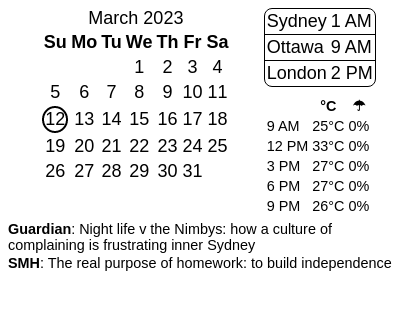 March 2023
Su Mo Tu We Th Fr Sa
1 2 3 4
5 6 7 8 9 10 11
12 13 14 15 16 17 18
19 20 21 22 23 24 25
26 27 28 29 30 31
Sydney 1 AM
Ottawa 9 AM
London 2 PM
°C ☂
9 AM 25°C 0%
12 PM 33°C 0%
3 PM 27°C 0%
6 PM 27°C 0%
9 PM 26°C 0%
Guardian: Night life v the Nimbys: how a culture of
complaining is frustrating inner Sydney
SMH: The real purpose of homework: to build independence